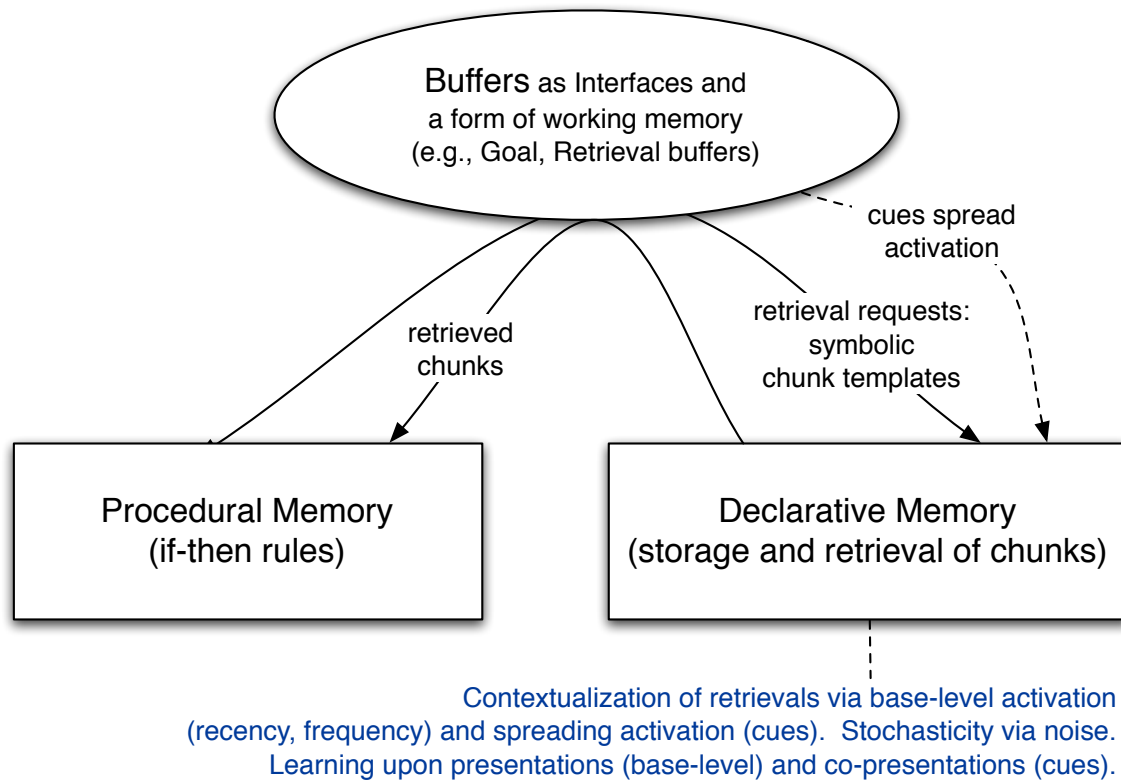 Buffers as Interfaces and
a form of working memory
(e.g., Goal, Retrieval buffers)
cues spread
activation
retrieved
chunks
retrieval requests:
symbolic
chunk templates
Procedural Memory
(if-then rules)
Declarative Memory
(storage and retrieval of chunks)
Contextualization of retrievals via base-level activation
(recency, frequency) and spreading activation (cues). Stochasticity via noise.
Learning upon presentations (base-level) and co-presentations (cues).